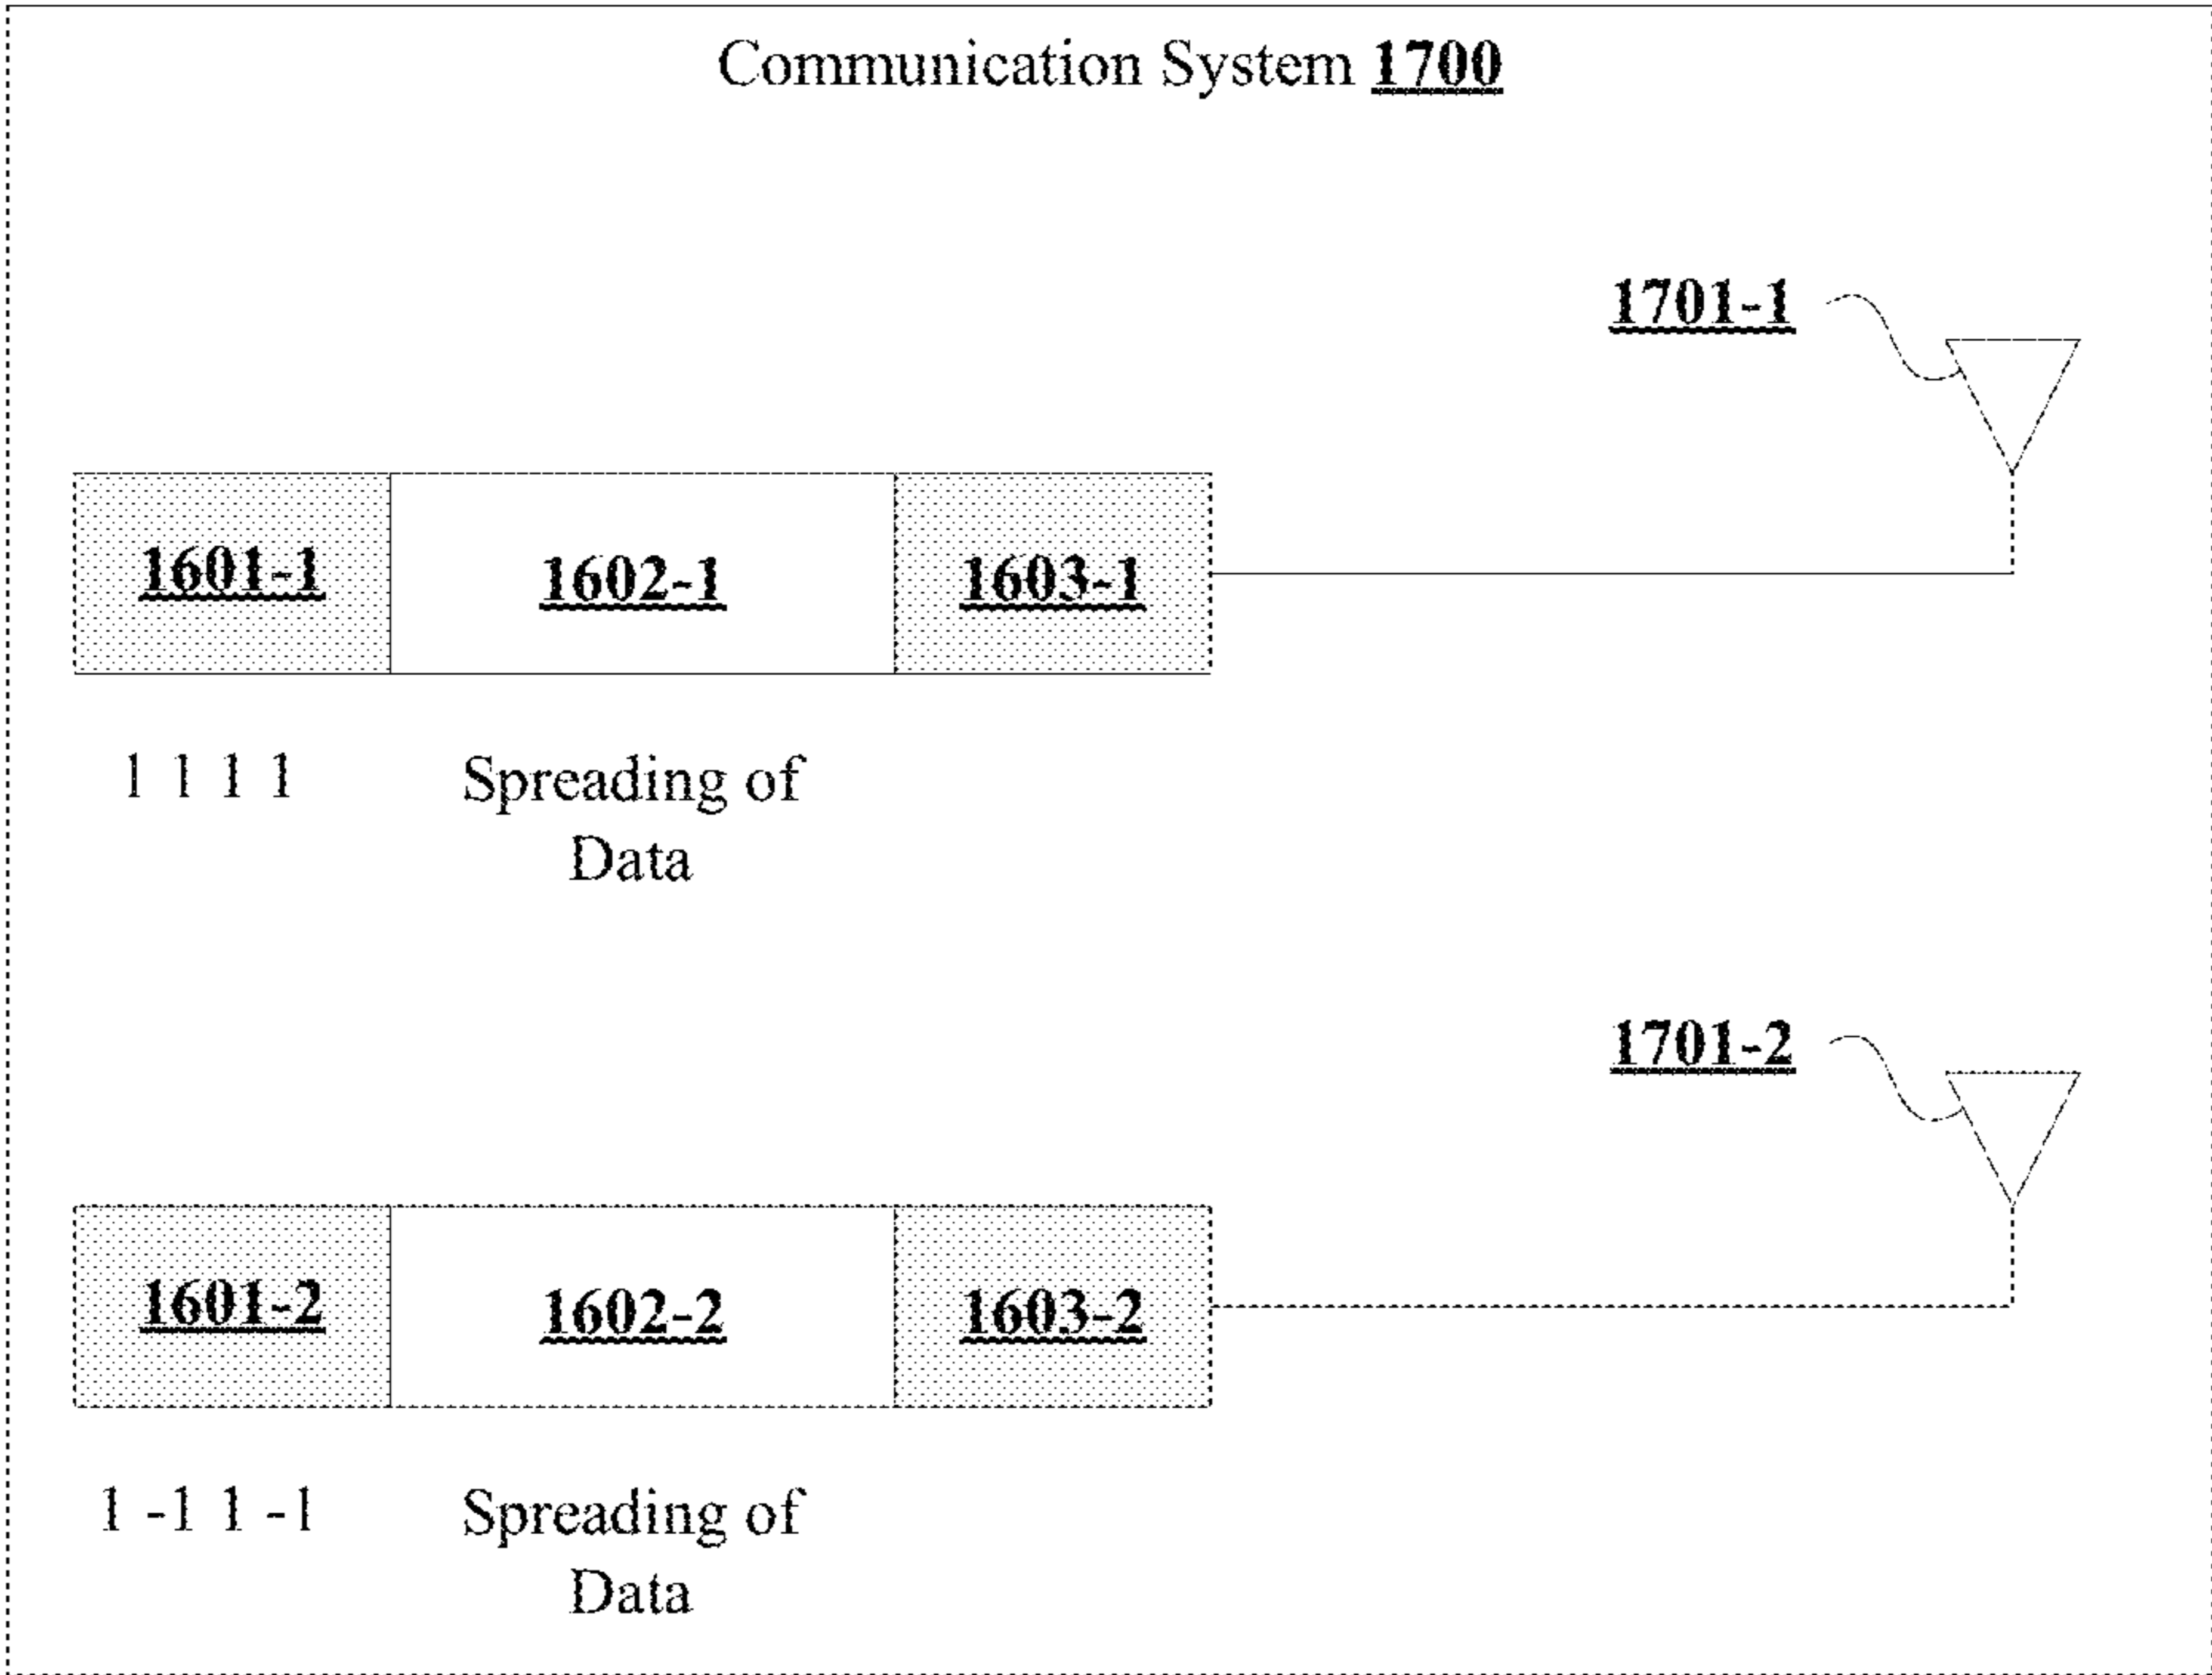 Communication System 1700
1701-1
1601-1 1602-1 1603-1
1 1 1 1 Spreading of
Data
1701-2
1601-2 1602-2 1603-2
1 -1 1 -1 Spreading of
Data